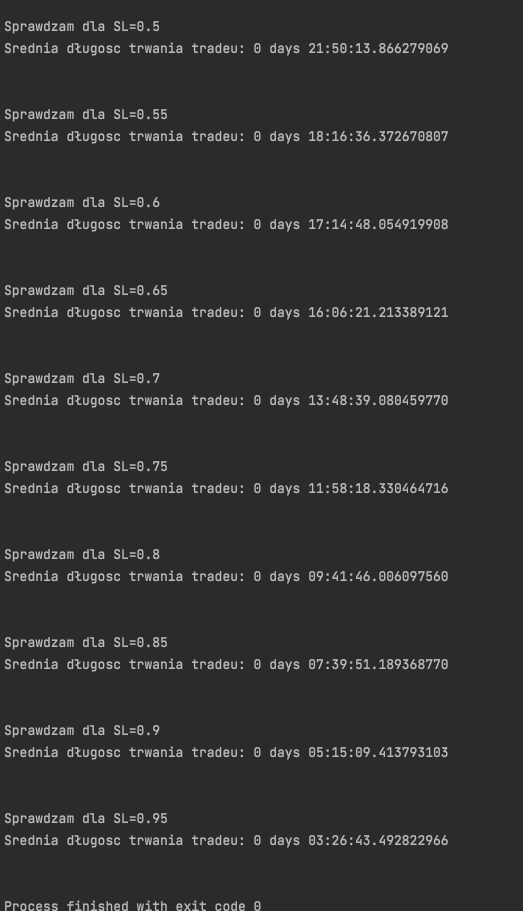 Sprawdzam dla SL=0.5
Srednia długosc trwania tradeu: 0 days 21:50:13.866279069
Sprawdzam dla SL=0.55
Srednia długosc trwania tradeu: 0 days 18:16:36.372670807
Sprawdzam dla SL=0.6
Srednia długosc trwania tradeu: 0 days 17:14:48.054919908
Sprawdzam dla SL=0.65
Srednia długosc trwania tradeu: 0 days 16:06:21.213389121
Sprawdzam dla SL=0.7
Srednia długosc trwania tradeu: 0 days 13:48:39.080459770
Sprawdzam dla SL=0.75
Srednia długosc trwania tradeu: 0 days 11:58:18.330464716
Sprawdzam dla SL=0.8
Srednia długosc trwania tradeu: 0 days 09:41:46.006097560
Sprawdzam dla SL=0.85
Srednia długosc trwania tradeu: 0 days 07:39:51.189368770
Sprawdzam dla SL=0.9
Srednia długosc trwania tradeu: 0 days 05:15:09.413793103
Sprawdzam dla SL=0.95
Srednia długosc trwania tradeu: 0 days 03:26:43.492822966
Process finished with exit code 0